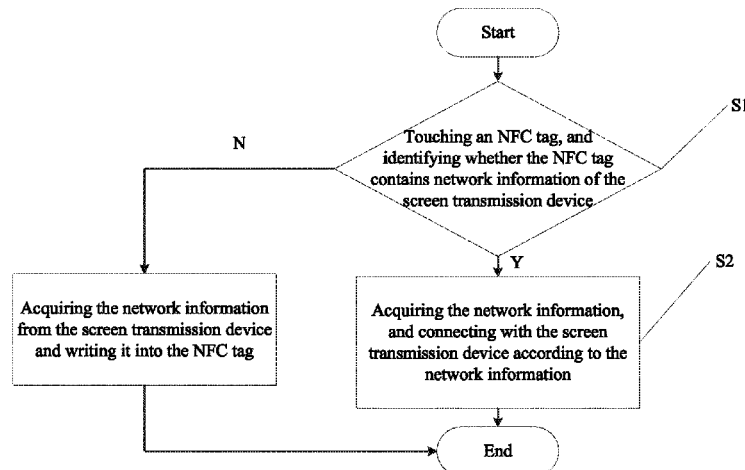 Start
S1
Touching an NFC tag, and
identifying whether the NFC tag
contains network information of the
screen transmission device
N
Y
S2
Acquiring the network information
from the screen transmission device
and writing it into the NFC tag
Acquiring the network information,
and connecting with the screen
transmission device according to the
network information
End